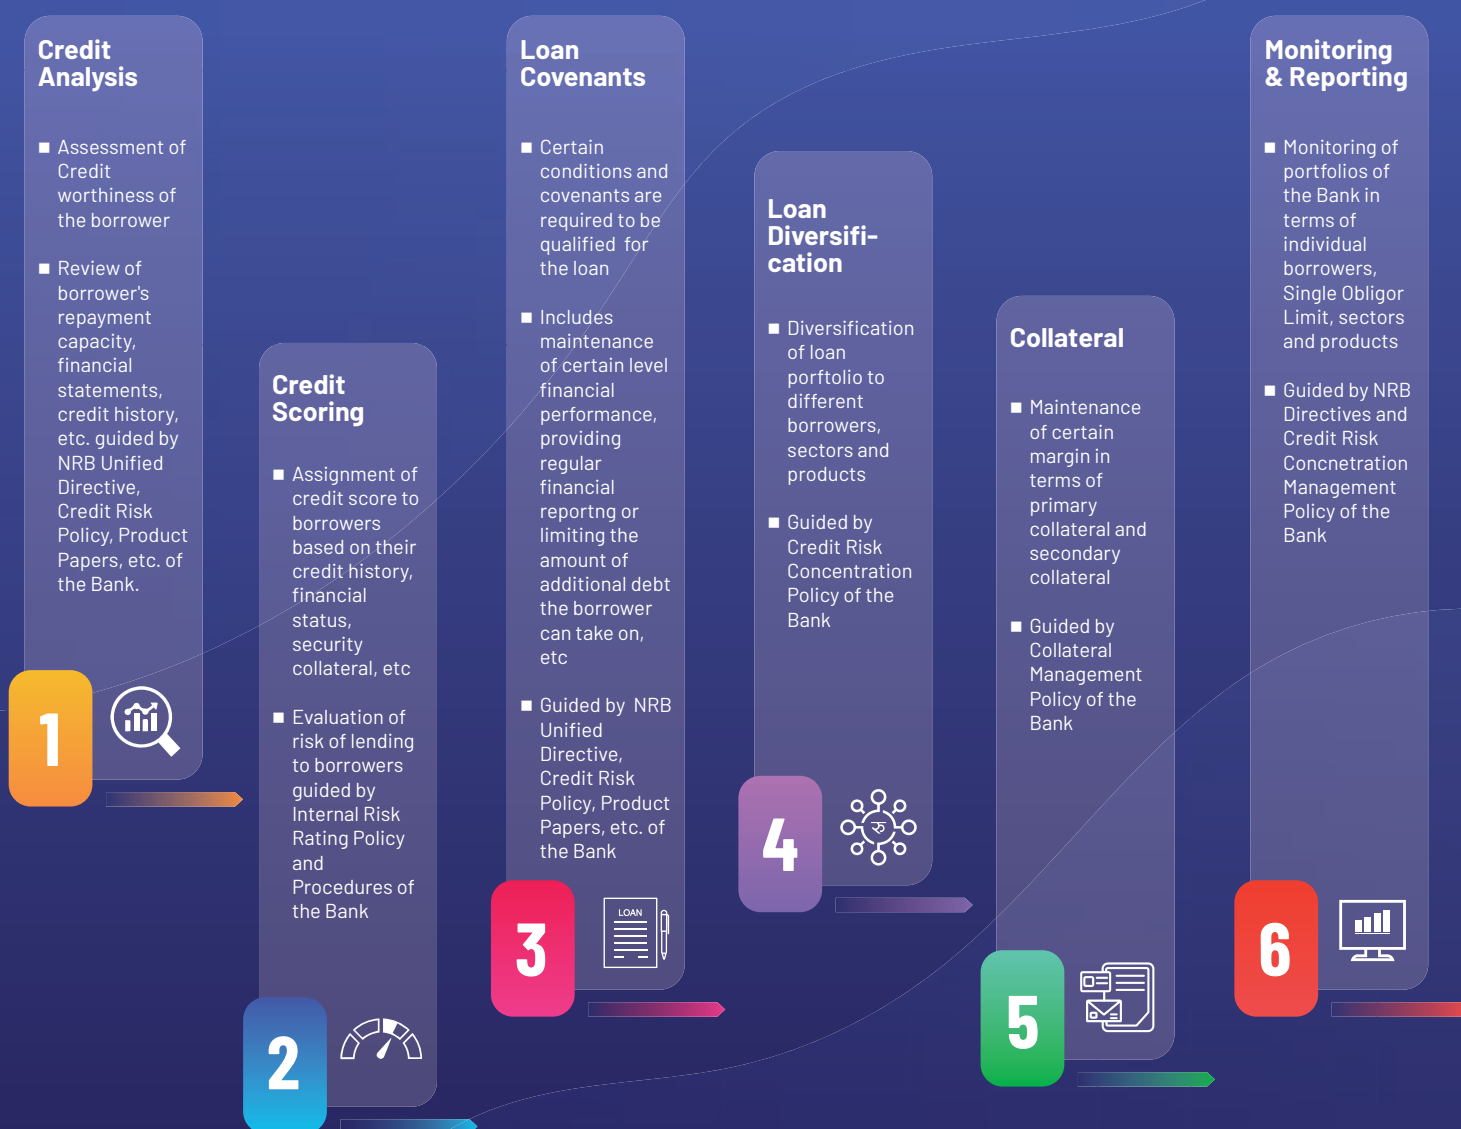 Credit
Analysis
Assessment of
Credit
worthiness of
the borrower
Review of
borrower's
repayment
capacity,
financial
statements,
credit history,
etc. guided by
NRB Unified
Directive,
Credit Risk
Policy, Product
Papers, etc. of
the Bank.
1
Credit
Scoring
Assignment of
credit score to
borrowers
based on their
credit history,
financial
status,
security
collateral, etc
Evaluation of
risk of lending
to borrowers
guided by
Internal Risk
Rating Policy
and
Procedures of
the Bank
2
Loan
Covenants
Certain
conditions and
covenants are
required to be
qualified for
the loan
Includes
maintenance
of certain level
financial
performance,
providing
regular
financial
reportng or
limiting the
amount of
additional debt
the borrower
can take on,
etc
Guided by NRB
Unified
Directive,
Credit Risk
Policy, Product
Papers, etc. of
the Bank
3
LOAN
Loan
Diversifi-
cation
Diversification
of loan
porftolio to
different
borrowers,
sectors and
products
Guided by
Credit Risk
Concentration
Policy of the
Bank
4
रु
Collateral
Maintenance
of certain
margin in
terms of
primary
collateral and
secondary
collateral
Guided by
Collateral
Management
Policy of the
Bank
5
Monitoring
& Reporting
Monitoring of
portfolios of
the Bank in
terms of
individual
borrowers,
Single Obligor
Limit, sectors
and products
Guided by NRB
Directives and
Credit Risk
Concnetration
Management
Policy of the
Bank
6